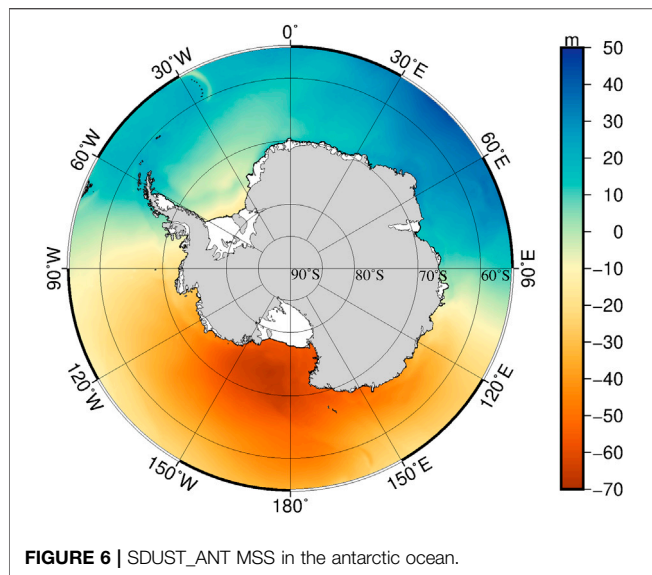 0°
30°W
30°E
60°W
60°E
90°W
90°S
80°S
70°S
60°S
90°E
120°W
120°E
150°W
150°E
180°
m
50
40
30
20
10
0
−10
−20
−30
−40
−50
−60
−70
FIGURE 6 | SDUST_ANT MSS in the antarctic ocean.